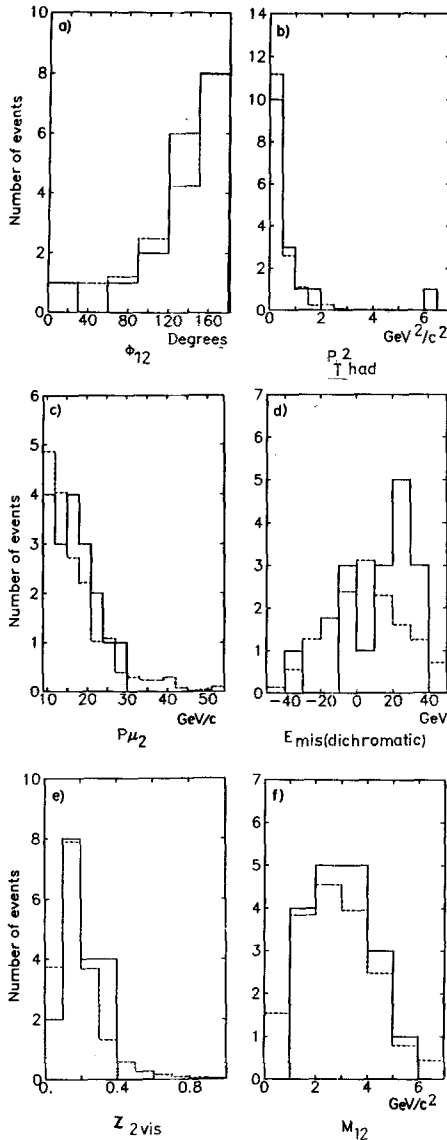 a)
Number of events
10
8
6
4
2
0
0 40 80 120 160
Degrees
Φ12
b)
14
12
10
8
6
4
2
0
0 2 4 6
GeV²/c²
P²T had
c)
Number of events
6
5
4
3
2
1
0
10 20 30 40 50
GeV/c
Pμ2
d)
7
6
5
4
3
2
1
0
-40 -20 0 20 40
GeV
Emis(dichromatic)
e)
Number of events
10
8
6
4
2
0
0. 0.4 0.8
Z 2vis
f)
7
6
5
4
3
2
1
0
0 2 4 6
GeV/c²
M12